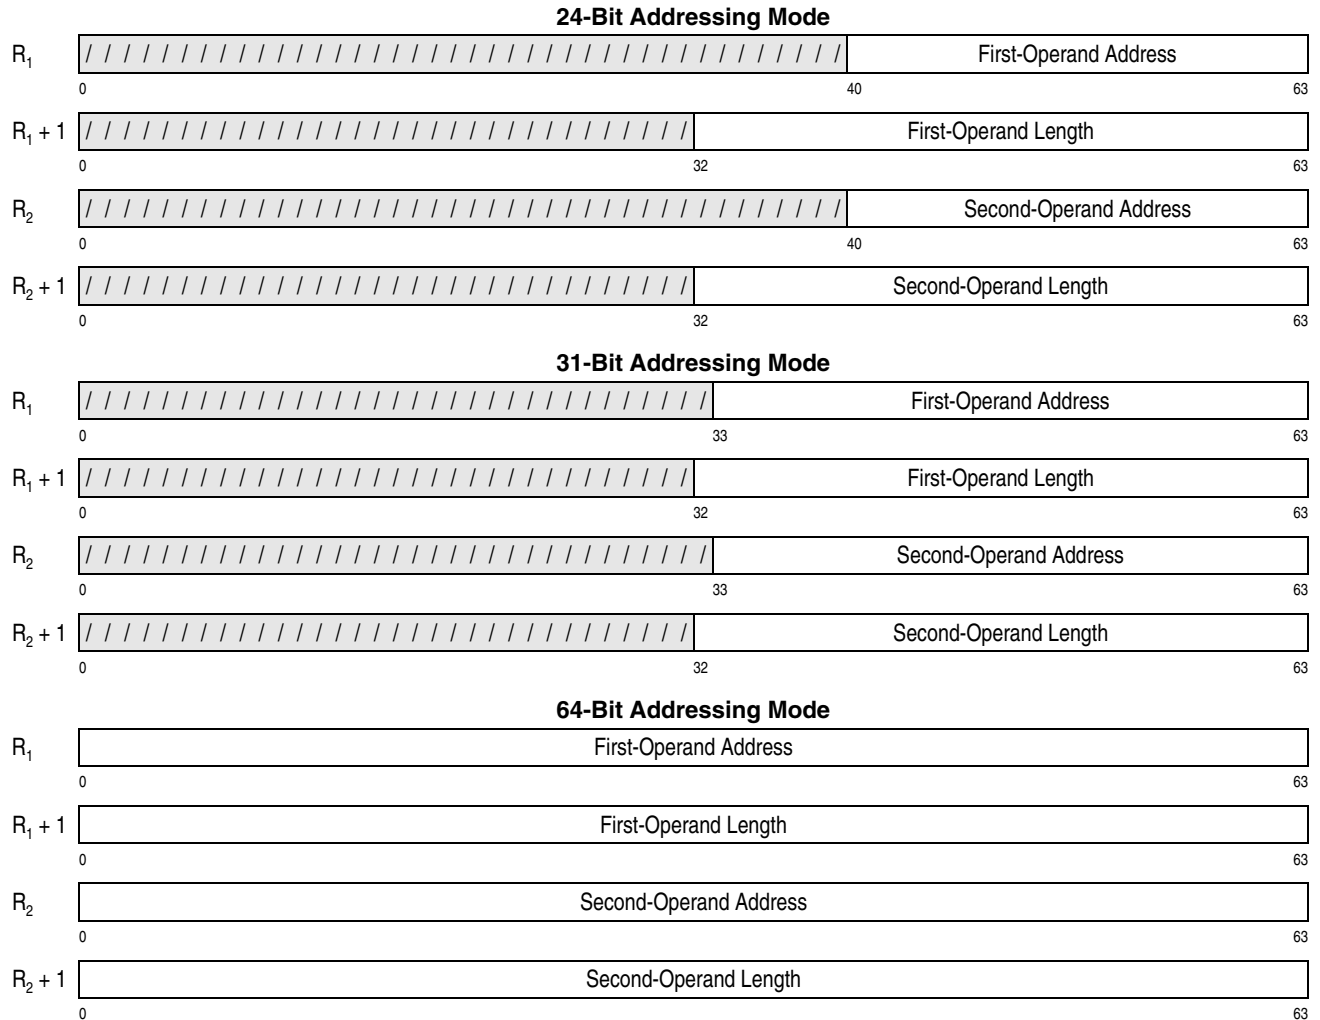 24-Bit Addressing Mode
R₁ / / / / / / / / / / / / / / / / / / / / / / / / / / / / / / / / / / / / / / / / First-Operand Address
0 40 63
R₁ + 1 / / / / / / / / / / / / / / / / / / / / / / / / / / / / / / / / First-Operand Length
0 32 63
R₂ / / / / / / / / / / / / / / / / / / / / / / / / / / / / / / / / / / / / / / / / Second-Operand Address
0 40 63
R₂ + 1 / / / / / / / / / / / / / / / / / / / / / / / / / / / / / / / / Second-Operand Length
0 32 63
31-Bit Addressing Mode
R₁ / / / / / / / / / / / / / / / / / / / / / / / / / / / / / / / / / First-Operand Address
0 33 63
R₁ + 1 / / / / / / / / / / / / / / / / / / / / / / / / / / / / / / / / First-Operand Length
0 32 63
R₂ / / / / / / / / / / / / / / / / / / / / / / / / / / / / / / / / / Second-Operand Address
0 33 63
R₂ + 1 / / / / / / / / / / / / / / / / / / / / / / / / / / / / / / / / Second-Operand Length
0 32 63
64-Bit Addressing Mode
R₁ First-Operand Address
0 63
R₁ + 1 First-Operand Length
0 63
R₂ Second-Operand Address
0 63
R₂ + 1 Second-Operand Length
0 63